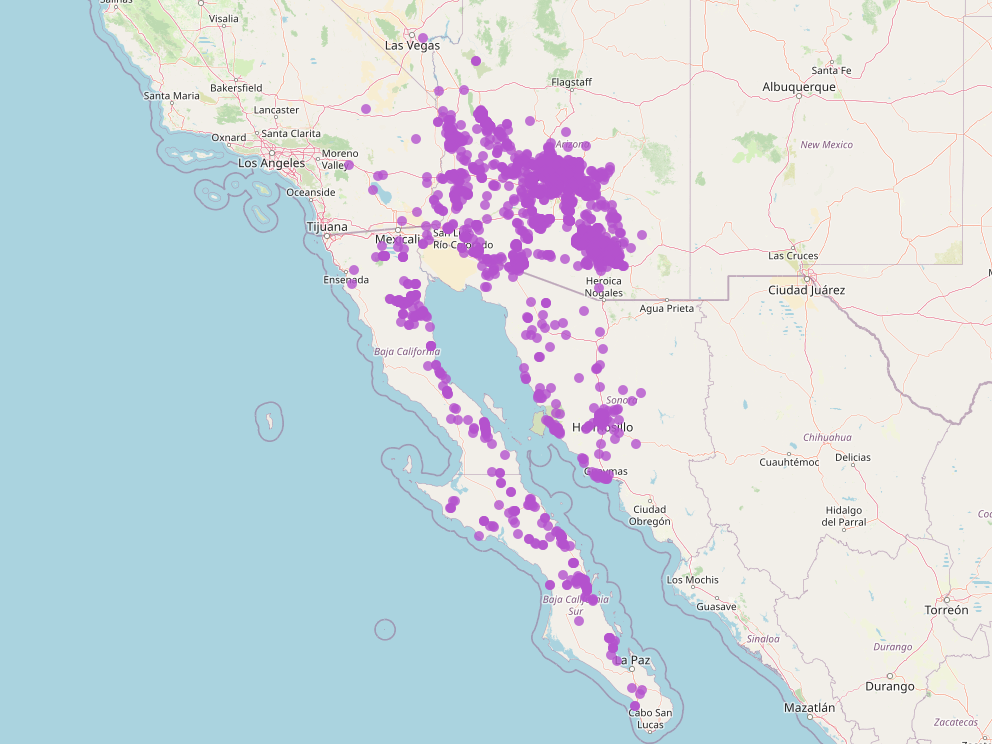 Salinas
Visalia
Las Vegas
Santa Fe
Flagstaff
Albuquerque
Bakersfield
Santa Maria
Lancaster
Oxnard
Santa Clarita
Arizona
New Mexico
Los Angeles
Moreno
Valley
Oceanside
Tijuana
Mexicali
San Lu
Río Colorado
Las Cruces
Ensenada
Heroica
Nogales
Ciudad Juárez
Agua Prieta
Baja California
Sonora
Hermosillo
Chihuahua
Cuauhtémoc
Delicias
Guaymas
Ciudad
Obregón
Hidalgo
del Parral
Los Mochis
Guasave
Baja California
Sur
Torreón
Sinaloa
Durango
La Paz
Durango
Cabo San
Lucas
Mazatlán
Zacatecas